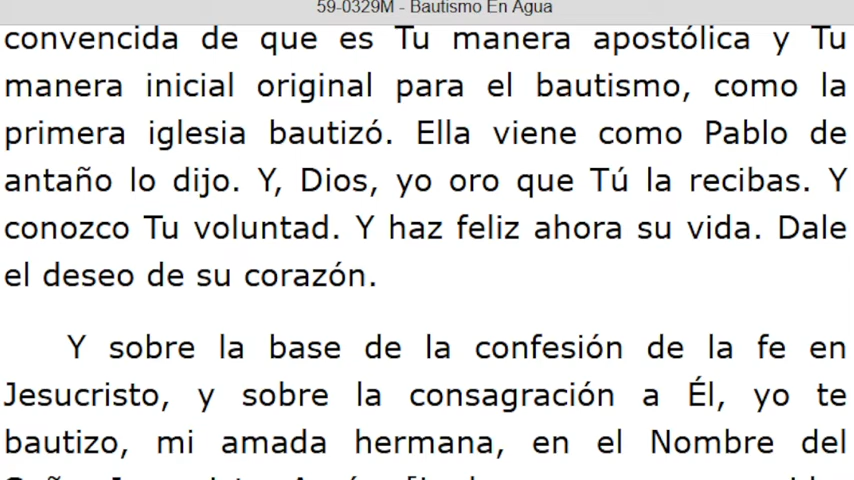 59-0329M - Bautismo En Agua
convencida de que es Tu manera apostólica y Tu
manera inicial original para el bautismo, como la
primera iglesia bautizó. Ella viene como Pablo de
antaño lo dijo. Y, Dios, yo oro que Tú la recibas. Y
conozco Tu voluntad. Y haz feliz ahora su vida. Dale
el deseo de su corazón.
Y sobre la base de la confesión de la fe en
Jesucristo, y sobre la consagración a Él, yo te
bautizo, mi amada hermana, en el Nombre del